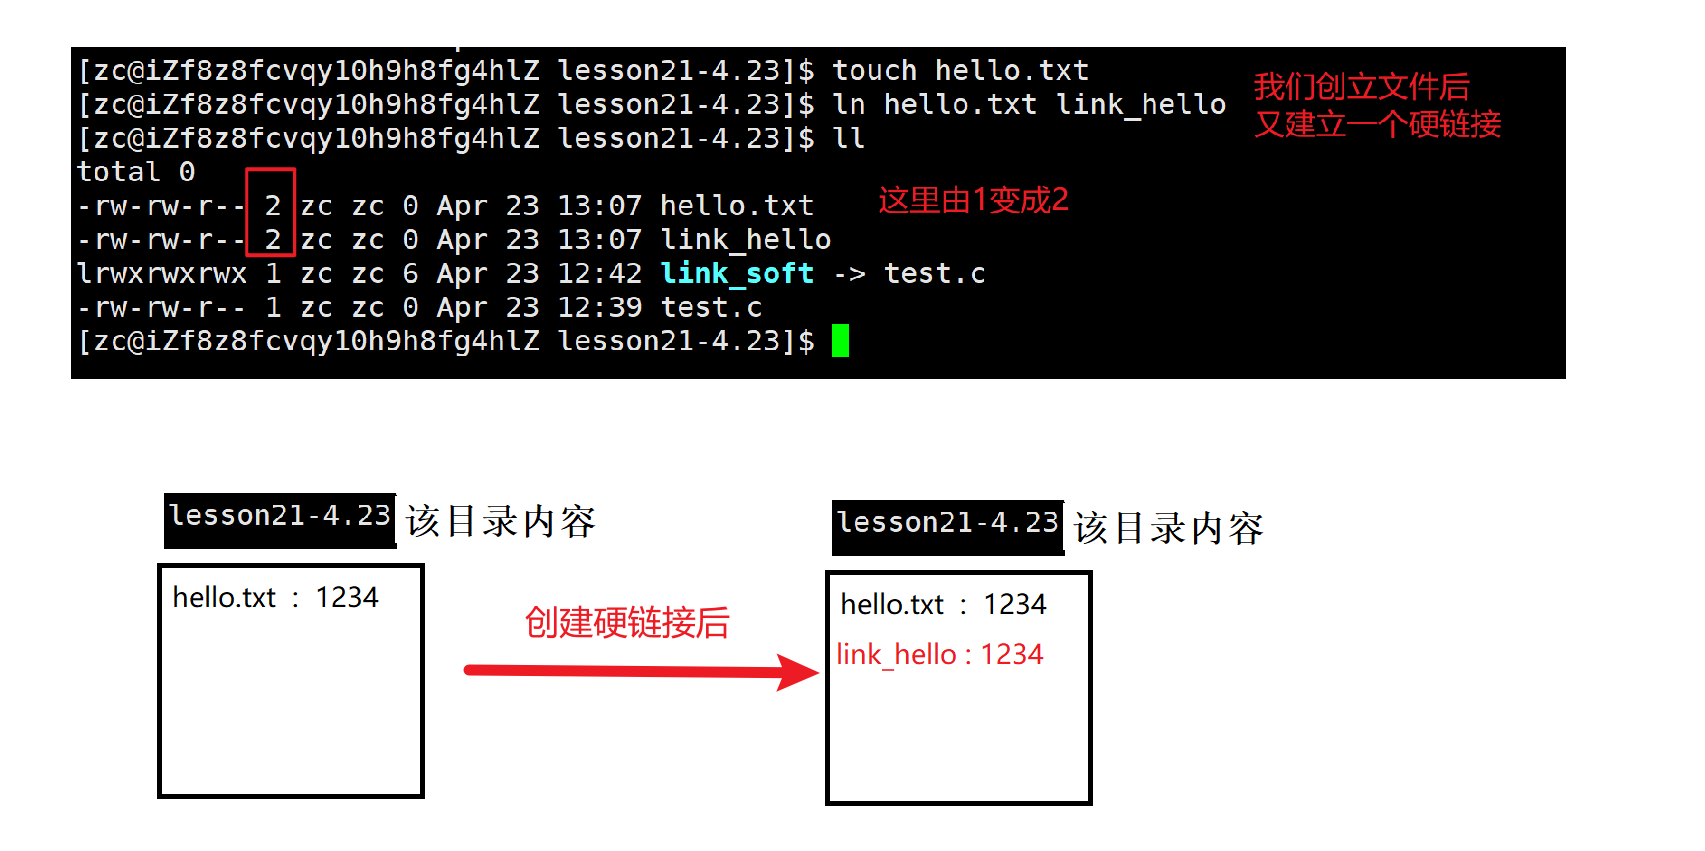 [zc@iZf8z8fcvqy10h9h8fg4hlZ lesson21-4.23]$ touch hello.txt
[zc@iZf8z8fcvqy10h9h8fg4hlZ lesson21-4.23]$ ln hello.txt link_hello
我们创立文件后
又建立一个硬链接
[zc@iZf8z8fcvqy10h9h8fg4hlZ lesson21-4.23]$ ll
total 0
-rw-rw-r-- 2 zc zc 0 Apr 23 13:07 hello.txt
这里由1变成2
-rw-rw-r-- 2 zc zc 0 Apr 23 13:07 link_hello
lrwxrwxrwx 1 zc zc 6 Apr 23 12:42 link_soft -> test.c
-rw-rw-r-- 1 zc zc 0 Apr 23 12:39 test.c
[zc@iZf8z8fcvqy10h9h8fg4hlZ lesson21-4.23]$
lesson21-4.23 该目录内容
hello.txt : 1234
创建硬链接后
lesson21-4.23 该目录内容
hello.txt : 1234
link_hello : 1234